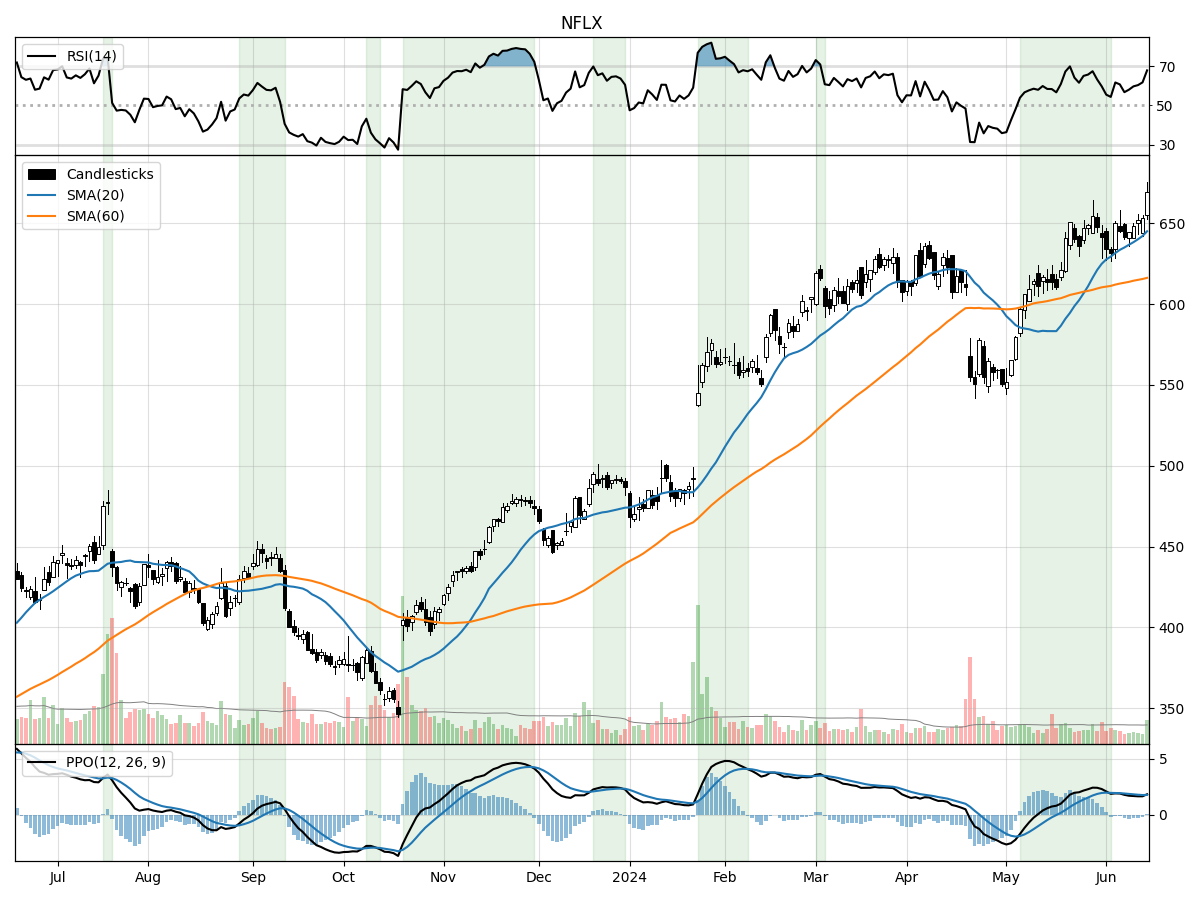 NFLX
RSI(14)
70
50
30
Candlesticks
SMA(20)
SMA(60)
650
600
550
500
450
400
350
PPO(12, 26, 9)
5
0
Jul Aug Sep Oct Nov Dec 2024 Feb Mar Apr May Jun